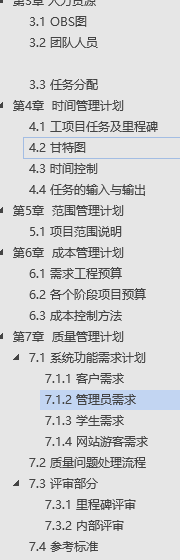 第3章 人力资源
3.1 OBS图
3.2 团队人员
3.3 任务分配
第4章 时间管理计划
4.1 工项目任务及里程碑
4.2 甘特图
4.3 时间控制
4.4 任务的输入与输出
第5章 范围管理计划
5.1 项目范围说明
第6章 成本管理计划
6.1 需求工程预算
6.2 各个阶段项目预算
6.3 成本控制方法
第7章 质量管理计划
7.1 系统功能需求计划
7.1.1 客户需求
7.1.2 管理员需求
7.1.3 学生需求
7.1.4 网站游客需求
7.2 质量问题处理流程
7.3 评审部分
7.3.1 里程碑评审
7.3.2 内部评审
7.4 参考标准